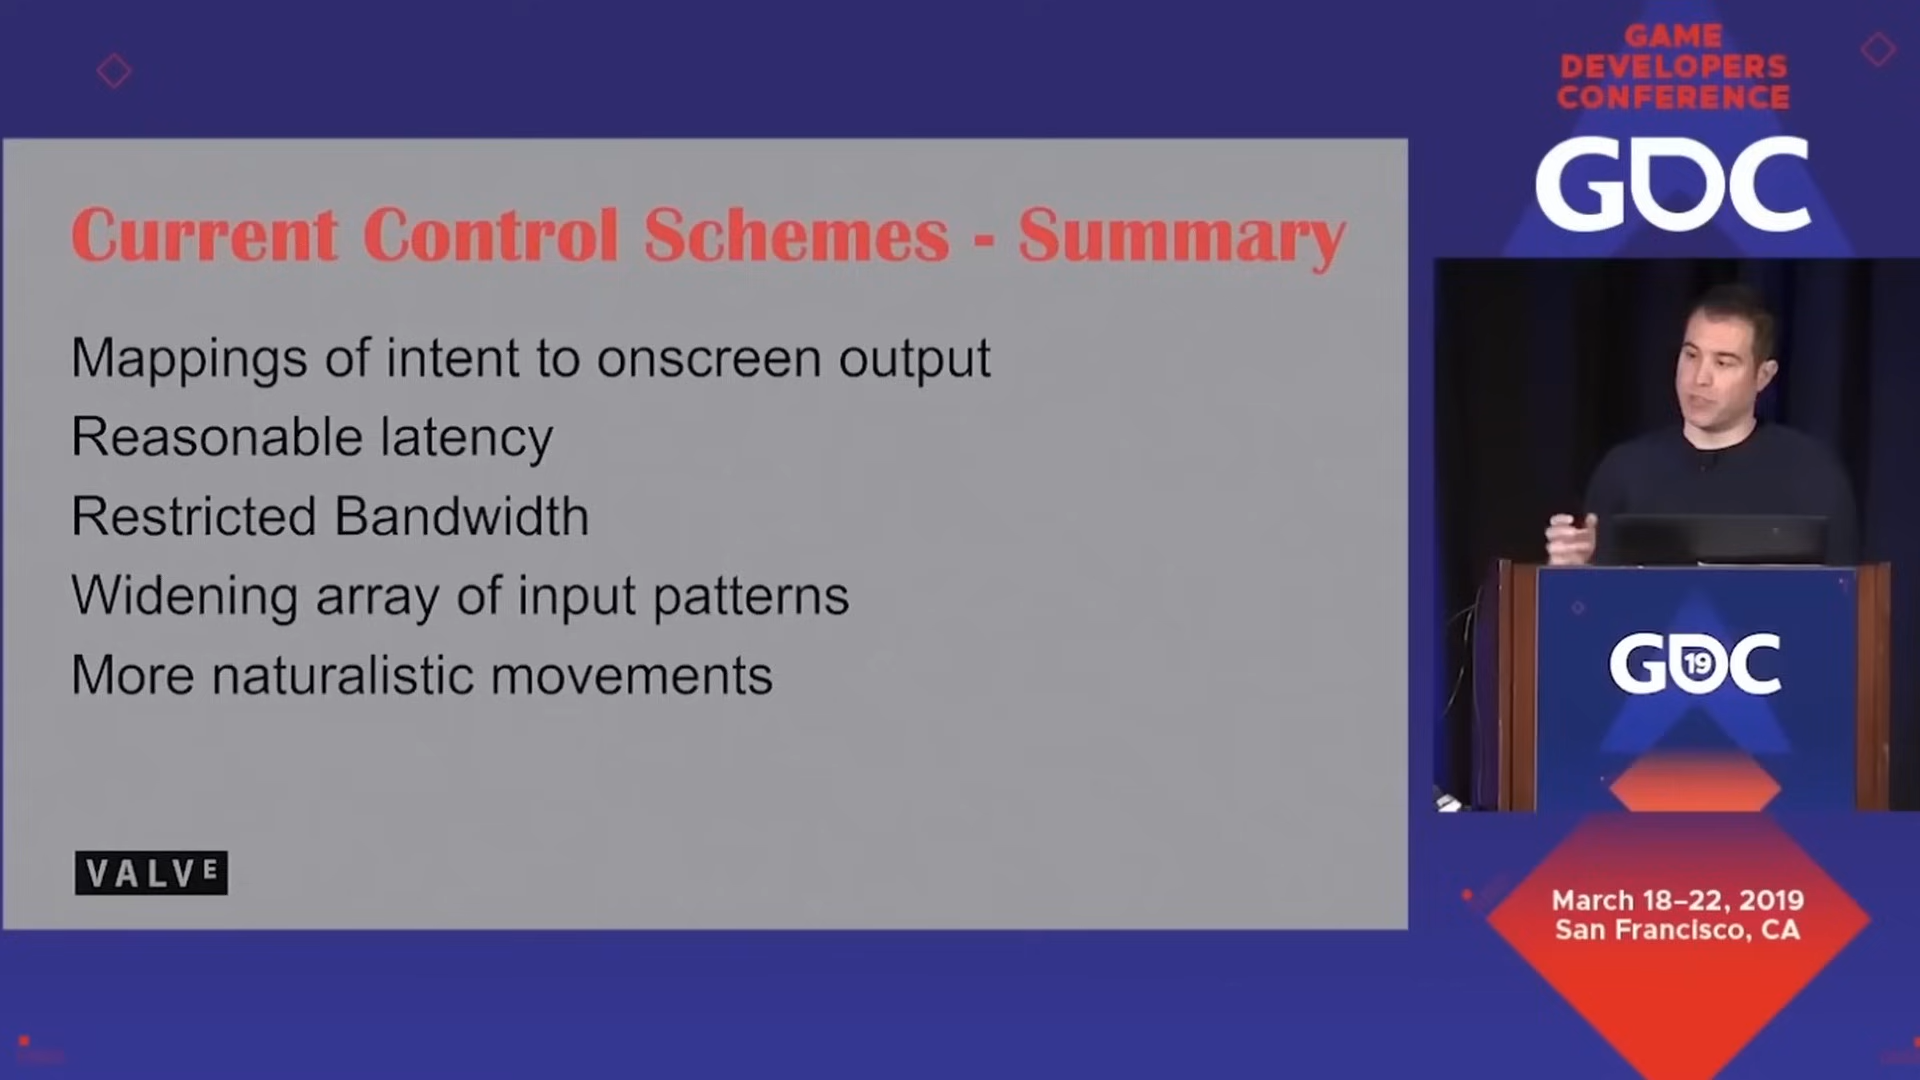 GAME
DEVELOPERS
CONFERENCE
GDC
Current Control Schemes - Summary
Mappings of intent to onscreen output
Reasonable latency
Restricted Bandwidth
Widening array of input patterns
More naturalistic movements
VALVE
GDC
19
March 18–22, 2019
San Francisco, CA